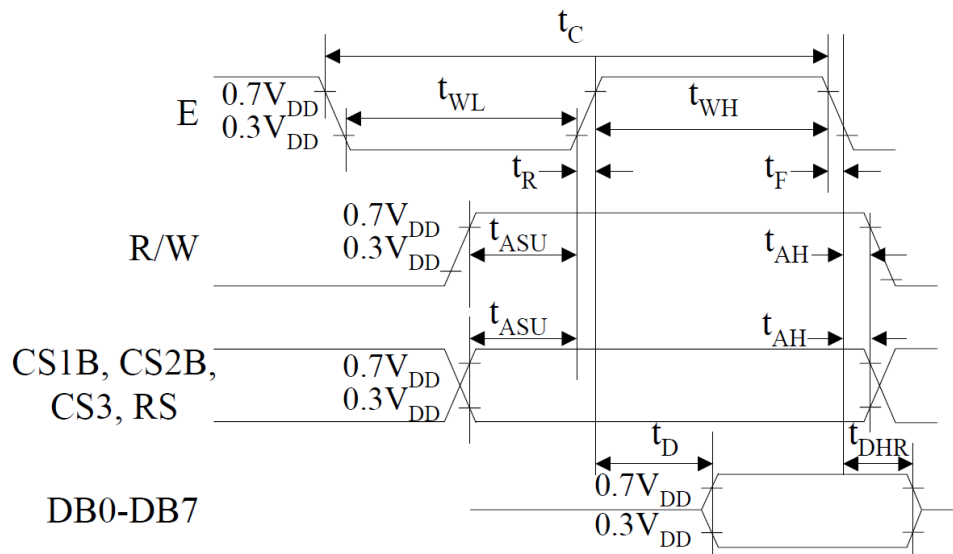 tC
E
0.7VDD
0.3VDD
tWL
tWH
tR
tF
R/W
0.7VDD
0.3VDD
tASU
tAH
CS1B, CS2B,
CS3, RS
0.7VDD
0.3VDD
tASU
tAH
tD
tDHR
DB0-DB7
0.7VDD
0.3VDD